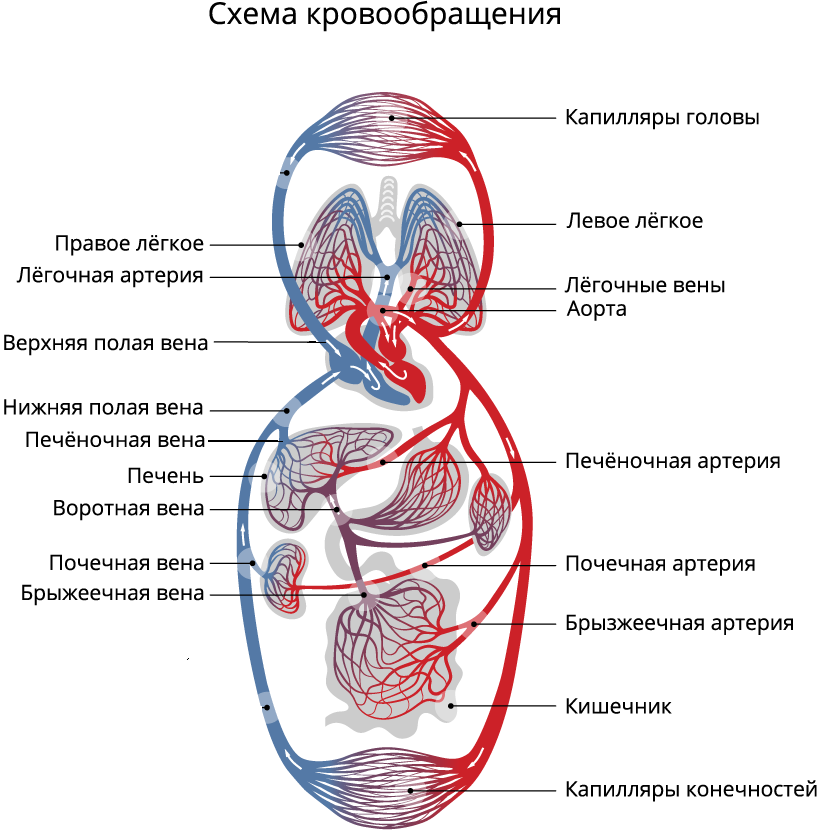 Схема кровообращения
Капилляры головы
Левое лёгкое
Правое лёгкое
Лёгочная артерия
Лёгочные вены
Аорта
Верхняя полая вена
Нижняя полая вена
Печёночная вена
Печёночная артерия
Печень
Воротная вена
Почечная вена
Почечная артерия
Брыжеечная вена
Брызжеечная артерия
Кишечник
Капилляры конечностей